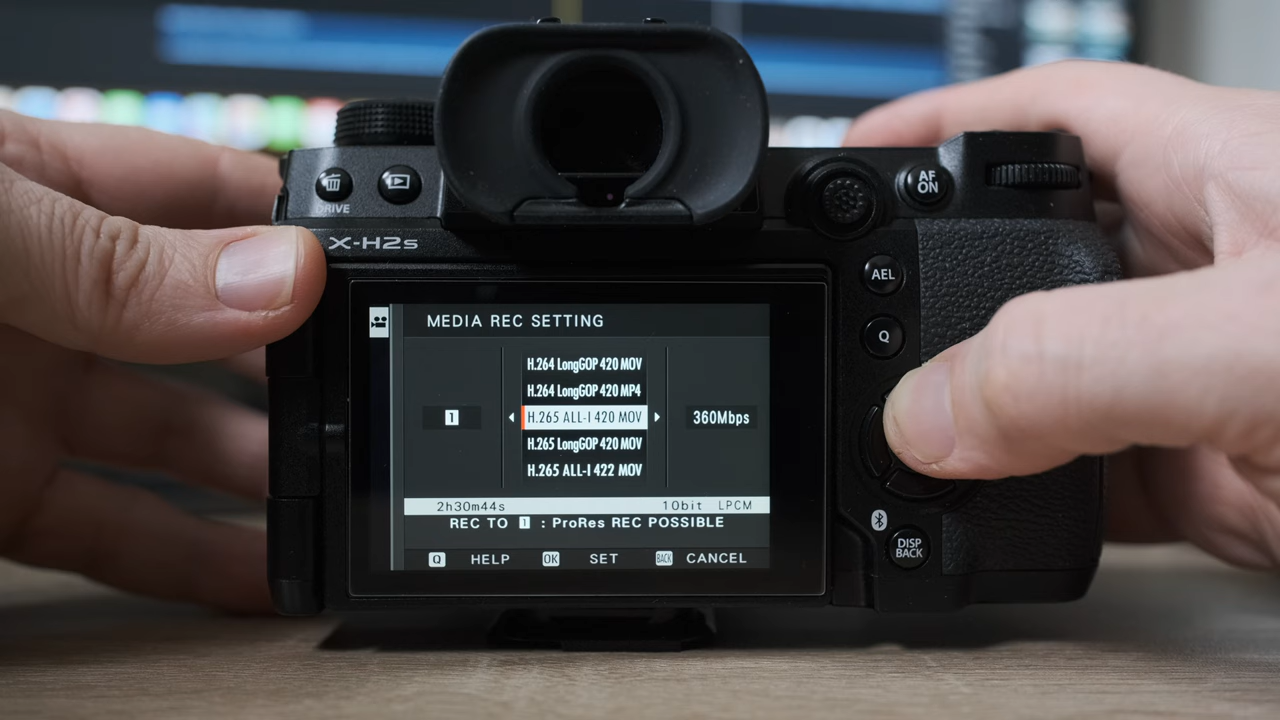 DRIVE
AF ON
X-H2s
AEL
Q
MEDIA REC SETTING
H.264 LongGOP 420 MOV
H.264 LongGOP 420 MP4
1 H.265 ALL-I 420 MOV 360Mbps
H.265 LongGOP 420 MOV
H.265 ALL-I 422 MOV
2h30m44s 10bit LPCM
REC TO 1 : ProRes REC POSSIBLE
Q HELP OK SET BACK CANCEL
DISP
BACK